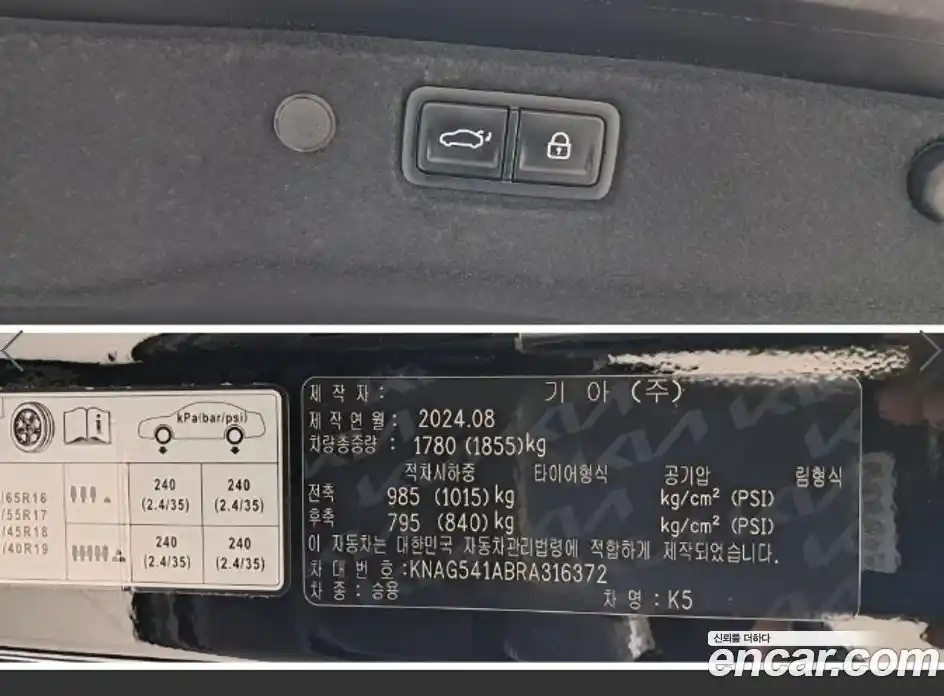 kPa(bar/psi)
/65R16
/55R17
/45R18
/40R19
240
(2.4/35)
240
(2.4/35)
240
(2.4/35)
240
(2.4/35)
제 작 자 : 기 아 (주)
제 작 연 월 : 2024.08
차량총중량 : 1780 (1855)kg
적차시하중 타이어형식 공기압 림형식
전축 985 (1015) kg kg/cm² (PSI)
후축 795 (840) kg kg/cm² (PSI)
이 자동차는 대한민국 자동차관리법령에 적합하게 제작되었습니다.
차 대 번 호 :KNAG541ABRA316372
차 종 : 승용 차 명 : K5
신뢰를 더하다
encar.com